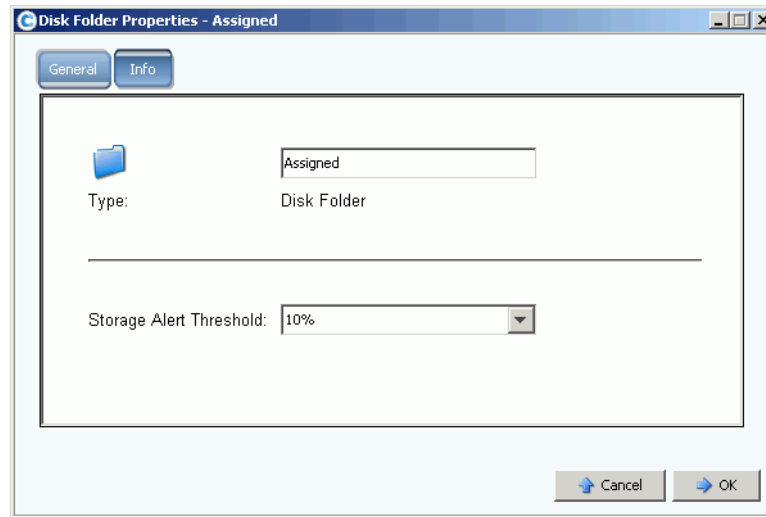 Disk Folder Properties - Assigned
General
Info
Assigned
Type:
Disk Folder
Storage Alert Threshold:
10%
Cancel
OK